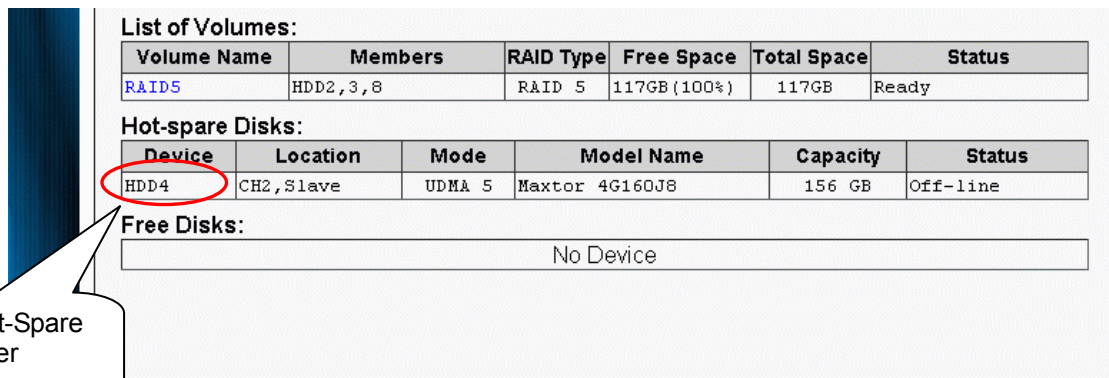 List of Volumes:
Volume Name Members RAID Type Free Space Total Space Status
RAID5 HDD2,3,8 RAID 5 117GB(100%) 117GB Ready
Hot-spare Disks:
Device Location Mode Model Name Capacity Status
HDD4 CH2,Slave UDMA 5 Maxtor 4G160J8 156 GB Off-line
Free Disks:
No Device
t-Spare
er